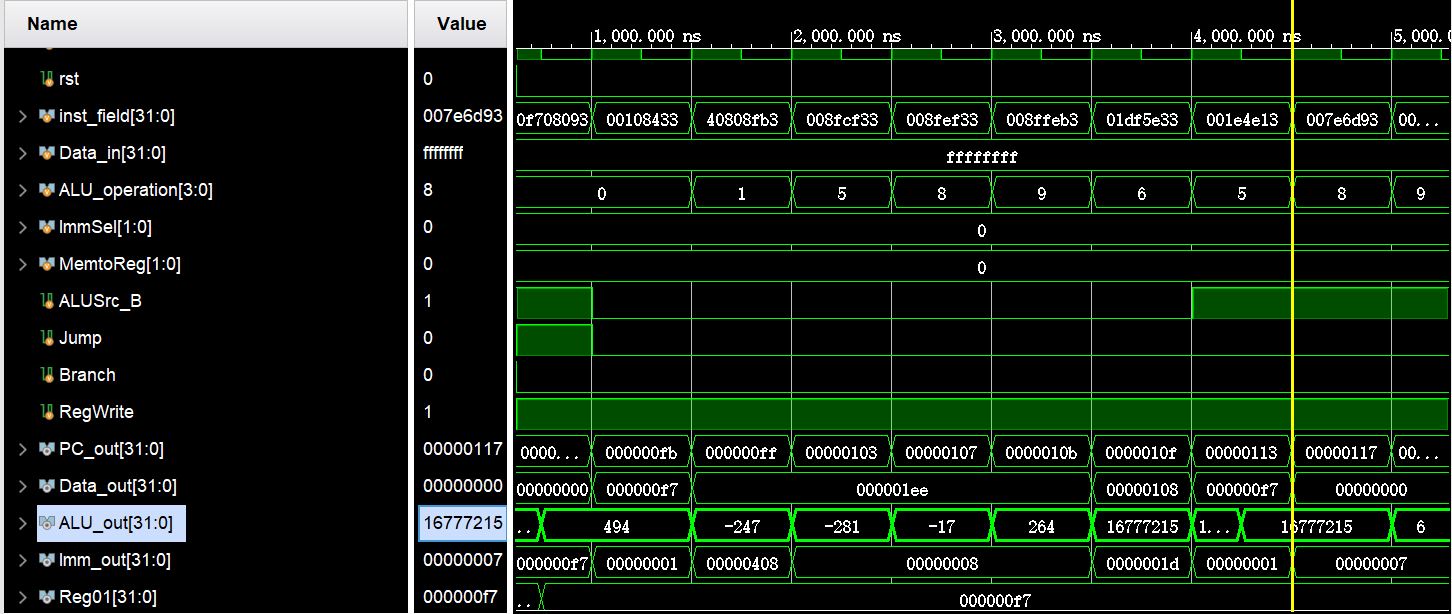 Name Value
1,000.000 ns 2,000.000 ns 3,000.000 ns 4,000.000 ns 5,000.
rst 0
inst_field[31:0] 007e6d93 0f708093 00108433 40808fb3 008fcf33 008fef33 008ffeb3 01df5e33 001e4e13 007e6d93 00...
Data_in[31:0] ffffffff ffffffff
ALU_operation[3:0] 8 0 1 5 8 9 6 5 8 9
ImmSel[1:0] 0 0
MemtoReg[1:0] 0 0
ALUSrc_B 1
Jump 0
Branch 0
RegWrite 1
PC_out[31:0] 00000117 0000... 000000fb 000000ff 00000103 00000107 0000010b 0000010f 00000113 00000117 00...
Data_out[31:0] 00000000 00000000 000000f7 000001ee 00000108 000000f7 00000000
ALU_out[31:0] 16777215 .. 494 -247 -281 -17 264 16777215 1... 16777215 6
Imm_out[31:0] 00000007 000000f7 00000001 00000408 00000008 0000001d 00000001 00000007
Reg01[31:0] 000000f7 .. 000000f7